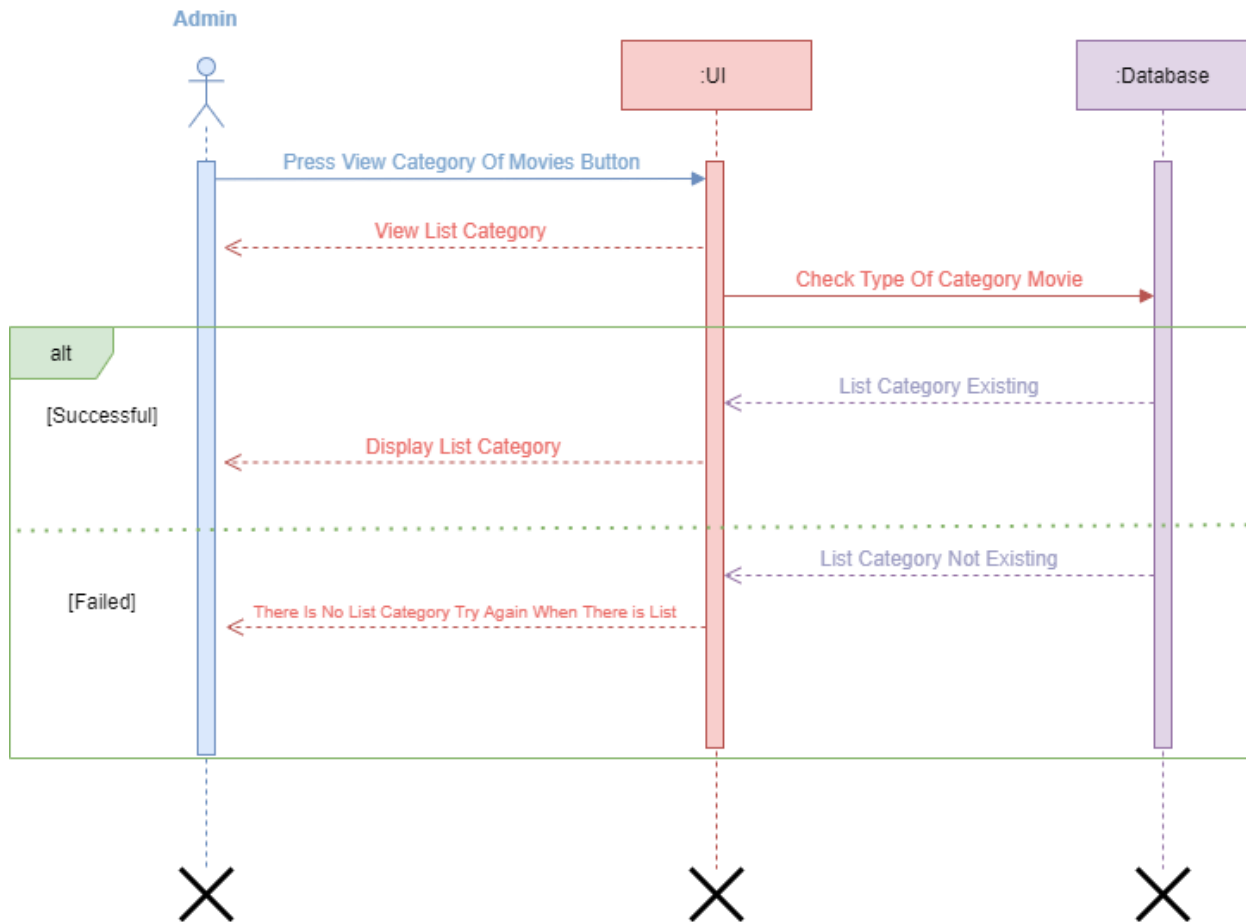 Admin
:UI
:Database
Press View Category Of Movies Button
View List Category
Check Type Of Category Movie
alt
List Category Existing
[Successful]
Display List Category
List Category Not Existing
[Failed]
There Is No List Category Try Again When There is List